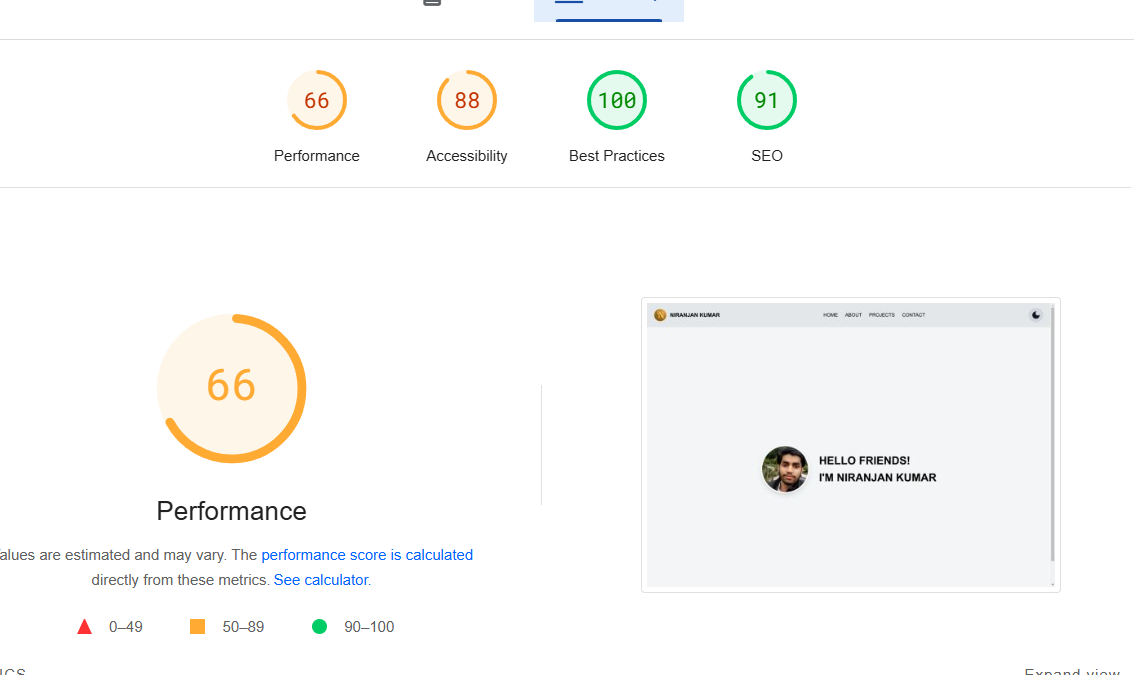 66
88
100
91
Performance
Accessibility
Best Practices
SEO
NIRANJAN KUMAR
HOME
ABOUT
PROJECTS
CONTACT
66
HELLO FRIENDS!
I'M NIRANJAN KUMAR
Performance
alues are estimated and may vary. The performance score is calculated
directly from these metrics. See calculator.
0–49
50–89
90–100
ICS
Expand view